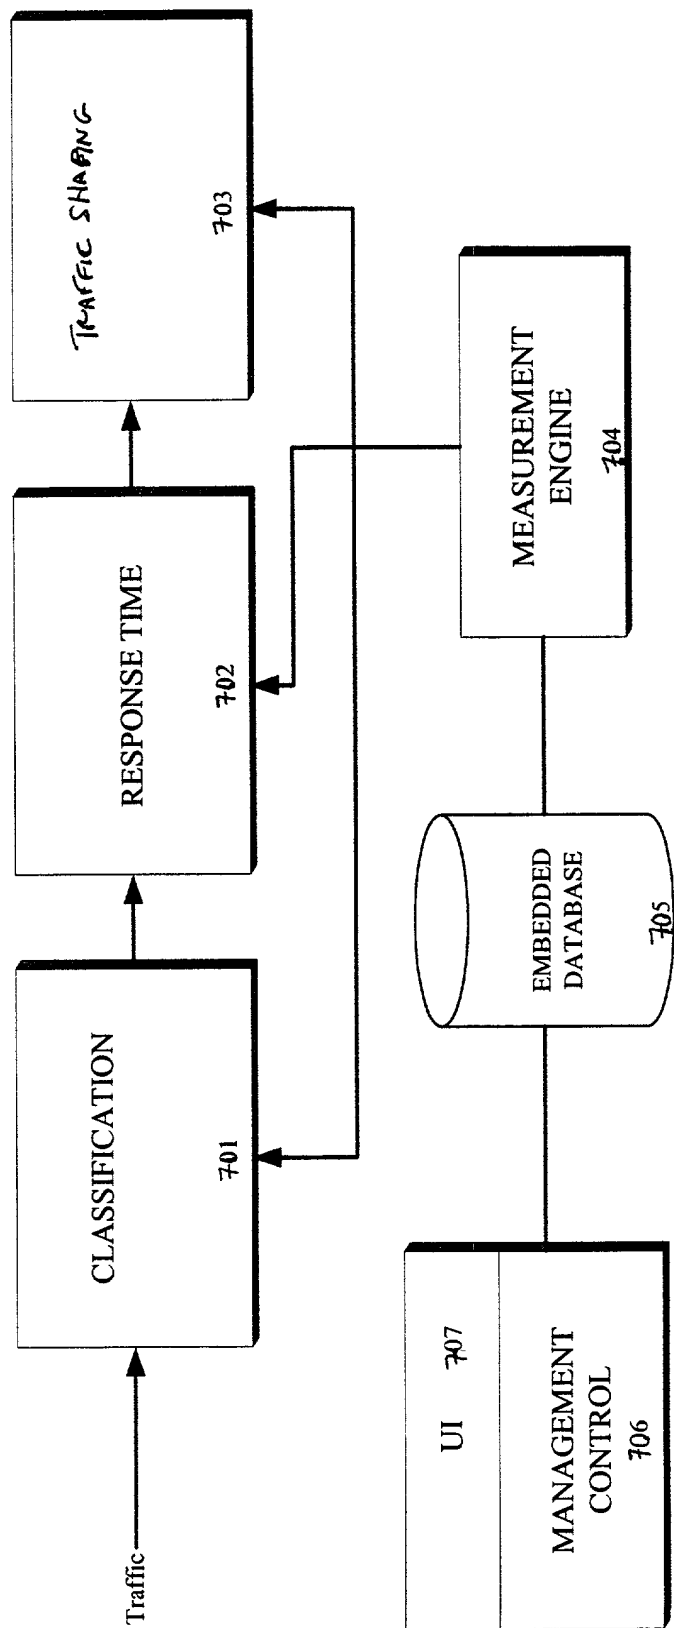 Traffic
CLASSIFICATION
701
RESPONSE TIME
702
TRAFFIC SHAPING
703
UI 707
MANAGEMENT
CONTROL
706
EMBEDDED
DATABASE
705
MEASUREMENT
ENGINE
704